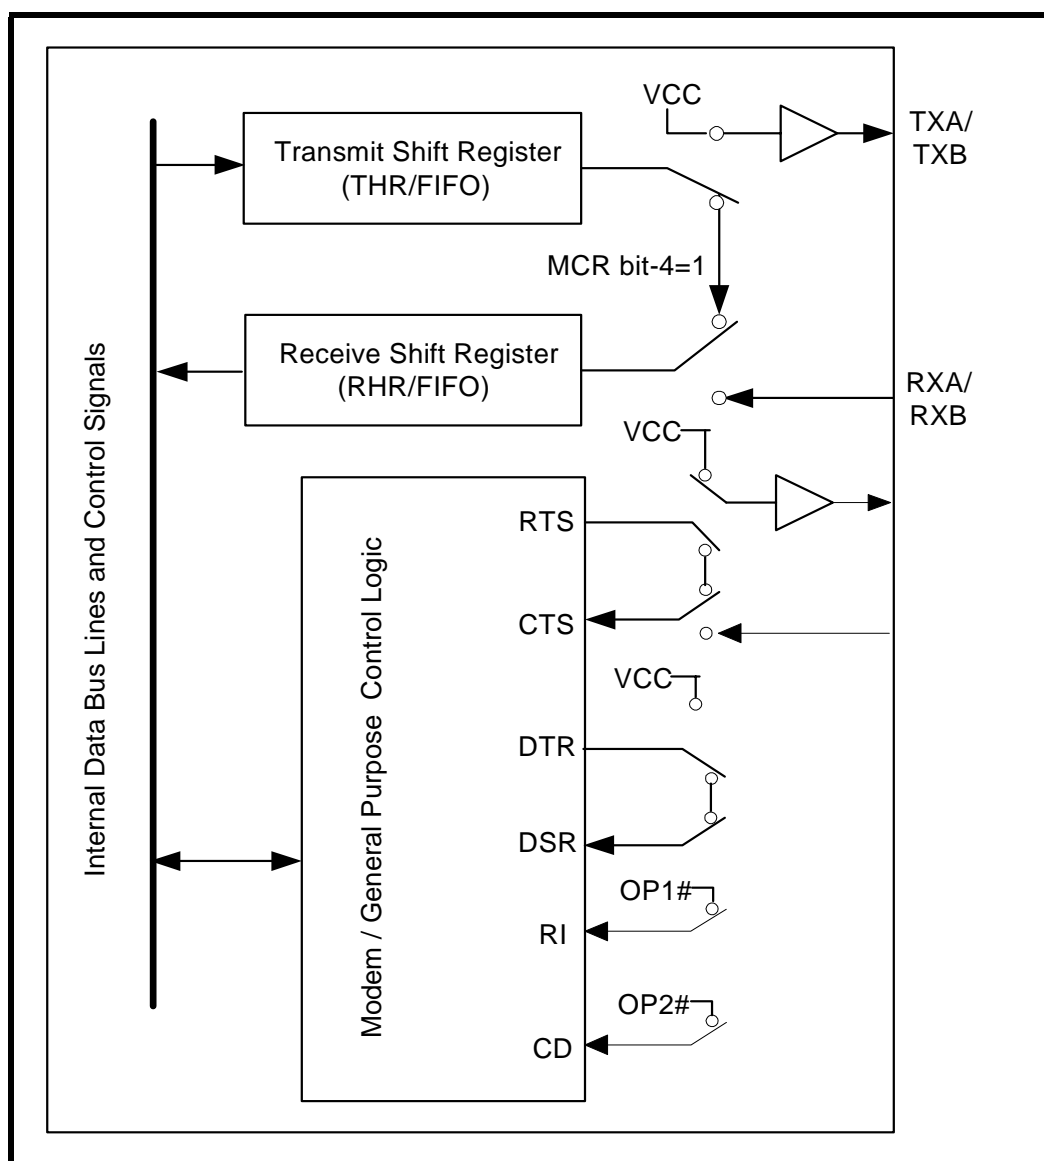 VCC
TXA/
TXB
Transmit Shift Register
(THR/FIFO)
MCR bit-4=1
Receive Shift Register
(RHR/FIFO)
RXA/
RXB
VCC
Internal Data Bus Lines and Control Signals
Modem / General Purpose Control Logic
RTS
CTS
VCC
DTR
DSR
OP1#
RI
OP2#
CD